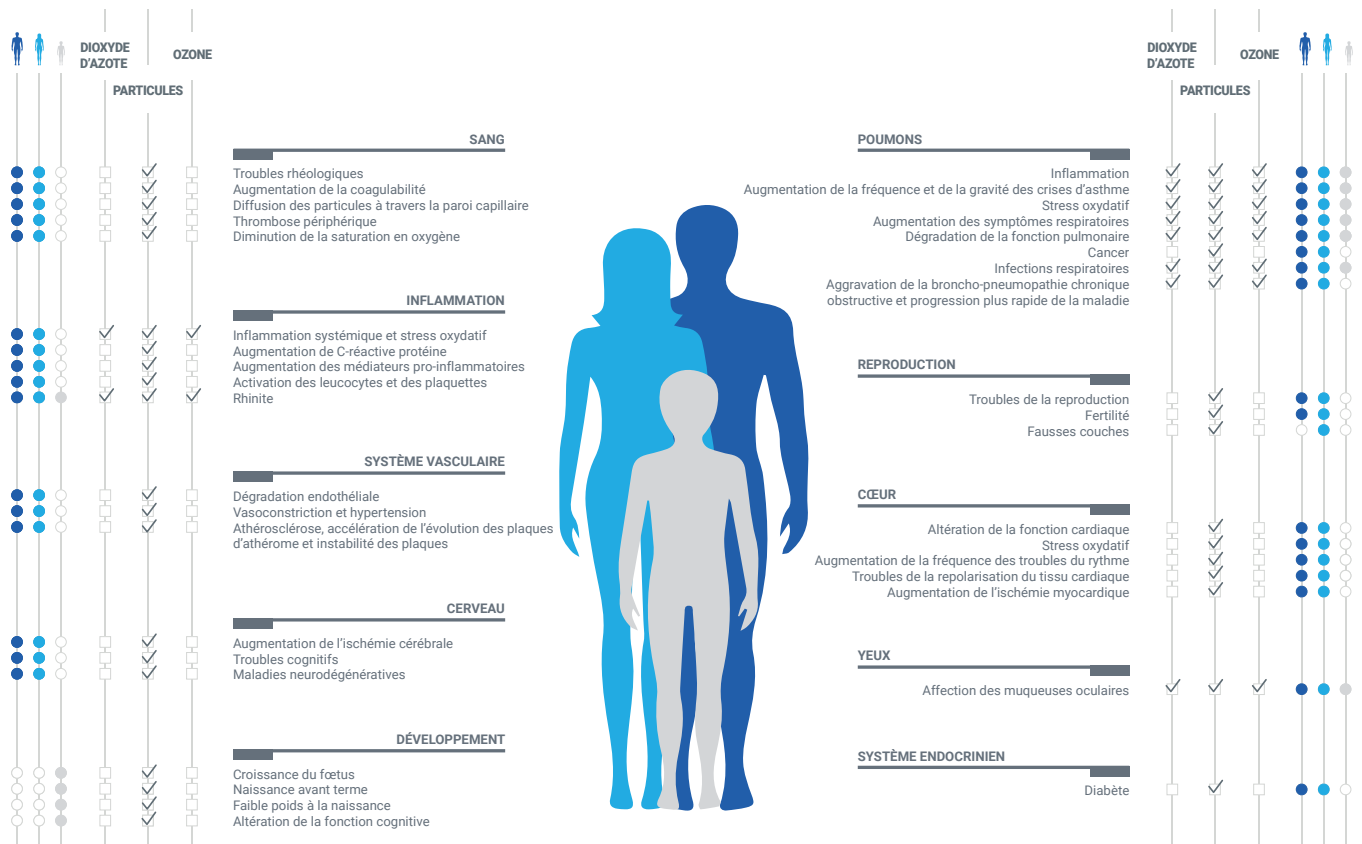 DIOXYDE
D'AZOTE
OZONE
PARTICULES
SANG
Troubles rhéologiques
Augmentation de la coagulabilité
Diffusion des particules à travers la paroi capillaire
Thrombose périphérique
Diminution de la saturation en oxygène
INFLAMMATION
Inflammation systémique et stress oxydatif
Augmentation de C-réactive protéine
Augmentation des médiateurs pro-inflammatoires
Activation des leucocytes et des plaquettes
Rhinite
SYSTÈME VASCULAIRE
Dégradation endothéliale
Vasoconstriction et hypertension
Athérosclérose, accélération de l'évolution des plaques
d'athérome et instabilité des plaques
CERVEAU
Augmentation de l'ischémie cérébrale
Troubles cognitifs
Maladies neurodégénératives
DÉVELOPPEMENT
Croissance du fœtus
Naissance avant terme
Faible poids à la naissance
Altération de la fonction cognitive
DIOXYDE
D'AZOTE
OZONE
PARTICULES
POUMONS
Inflammation
Augmentation de la fréquence et de la gravité des crises d'asthme
Stress oxydatif
Augmentation des symptômes respiratoires
Dégradation de la fonction pulmonaire
Cancer
Infections respiratoires
Aggravation de la broncho-pneumopathie chronique
obstructive et progression plus rapide de la maladie
REPRODUCTION
Troubles de la reproduction
Fertilité
Fausses couches
CŒUR
Altération de la fonction cardiaque
Stress oxydatif
Augmentation de la fréquence des troubles du rythme
Troubles de la repolarisation du tissu cardiaque
Augmentation de l'ischémie myocardique
YEUX
Affection des muqueuses oculaires
SYSTÈME ENDOCRINIEN
Diabète